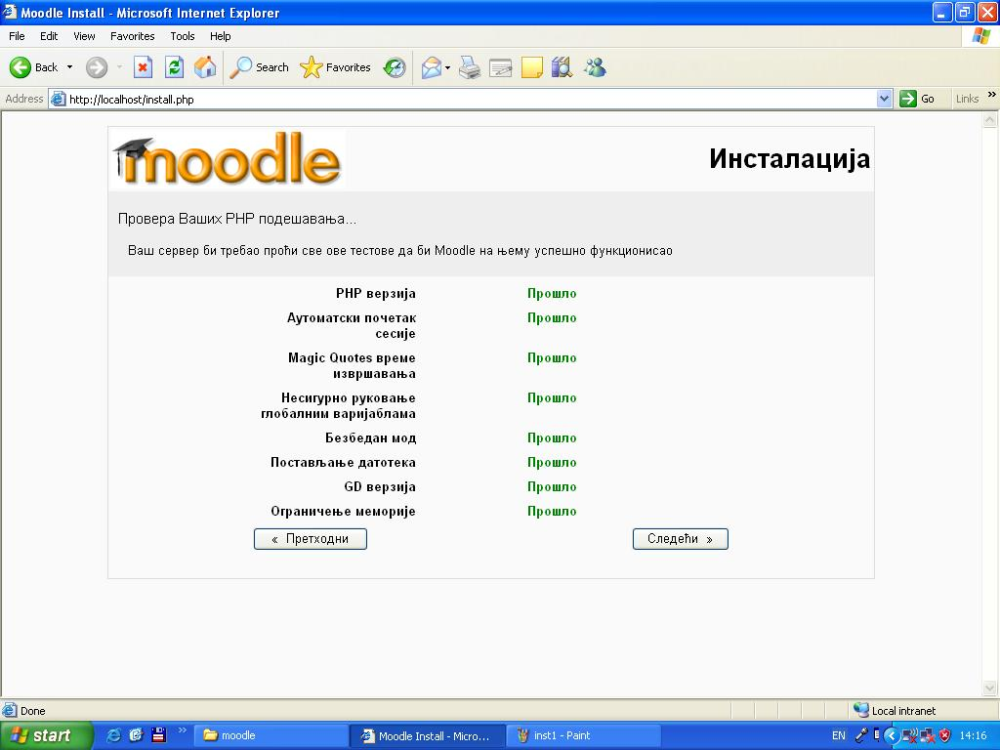 Moodle Install - Microsoft Internet Explorer
File Edit View Favorites Tools Help
Back Search Favorites
Address http://localhost/install.php Go Links »
moodle
Инсталација
Провера Ваших PHP подешавања...
Ваш сервер би требао проћи све ове тестове да би Moodle на њему успешно функционисао
PHP верзија Прошло
Аутоматски почетак Прошло
сесије
Magic Quotes време Прошло
извршавања
Несигурно руковање Прошло
глобалним варијаблама
Безбедан мод Прошло
Постављање датотека Прошло
GD верзија Прошло
Ограничење меморије Прошло
« Претходни Следећи »
Done Local intranet
start » moodle Moodle Install - Micro... inst1 - Paint EN 14:16